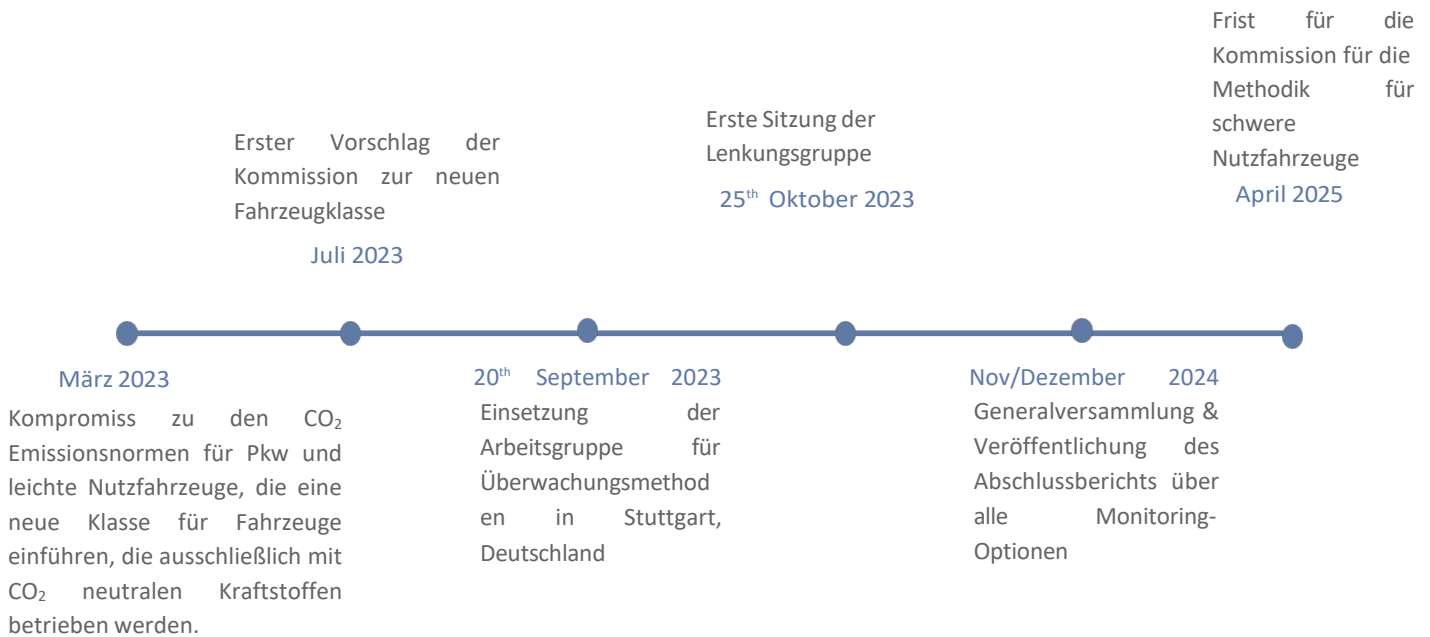 Frist für die
Kommission für die
Methodik für
schwere
Nutzfahrzeuge
April 2025
Erste Sitzung der
Lenkungsgruppe
25th Oktober 2023
Erster Vorschlag der
Kommission zur neuen
Fahrzeugklasse
Juli 2023
März 2023
Kompromiss zu den CO2
Emissionsnormen für Pkw und
leichte Nutzfahrzeuge, die eine
neue Klasse für Fahrzeuge
einführen, die ausschließlich mit
CO2 neutralen Kraftstoffen
betrieben werden.
20th September 2023
Einsetzung der
Arbeitsgruppe für
Überwachungsmethod
en in Stuttgart,
Deutschland
Nov/Dezember 2024
Generalversammlung &
Veröffentlichung des
Abschlussberichts über
alle Monitoring-
Optionen